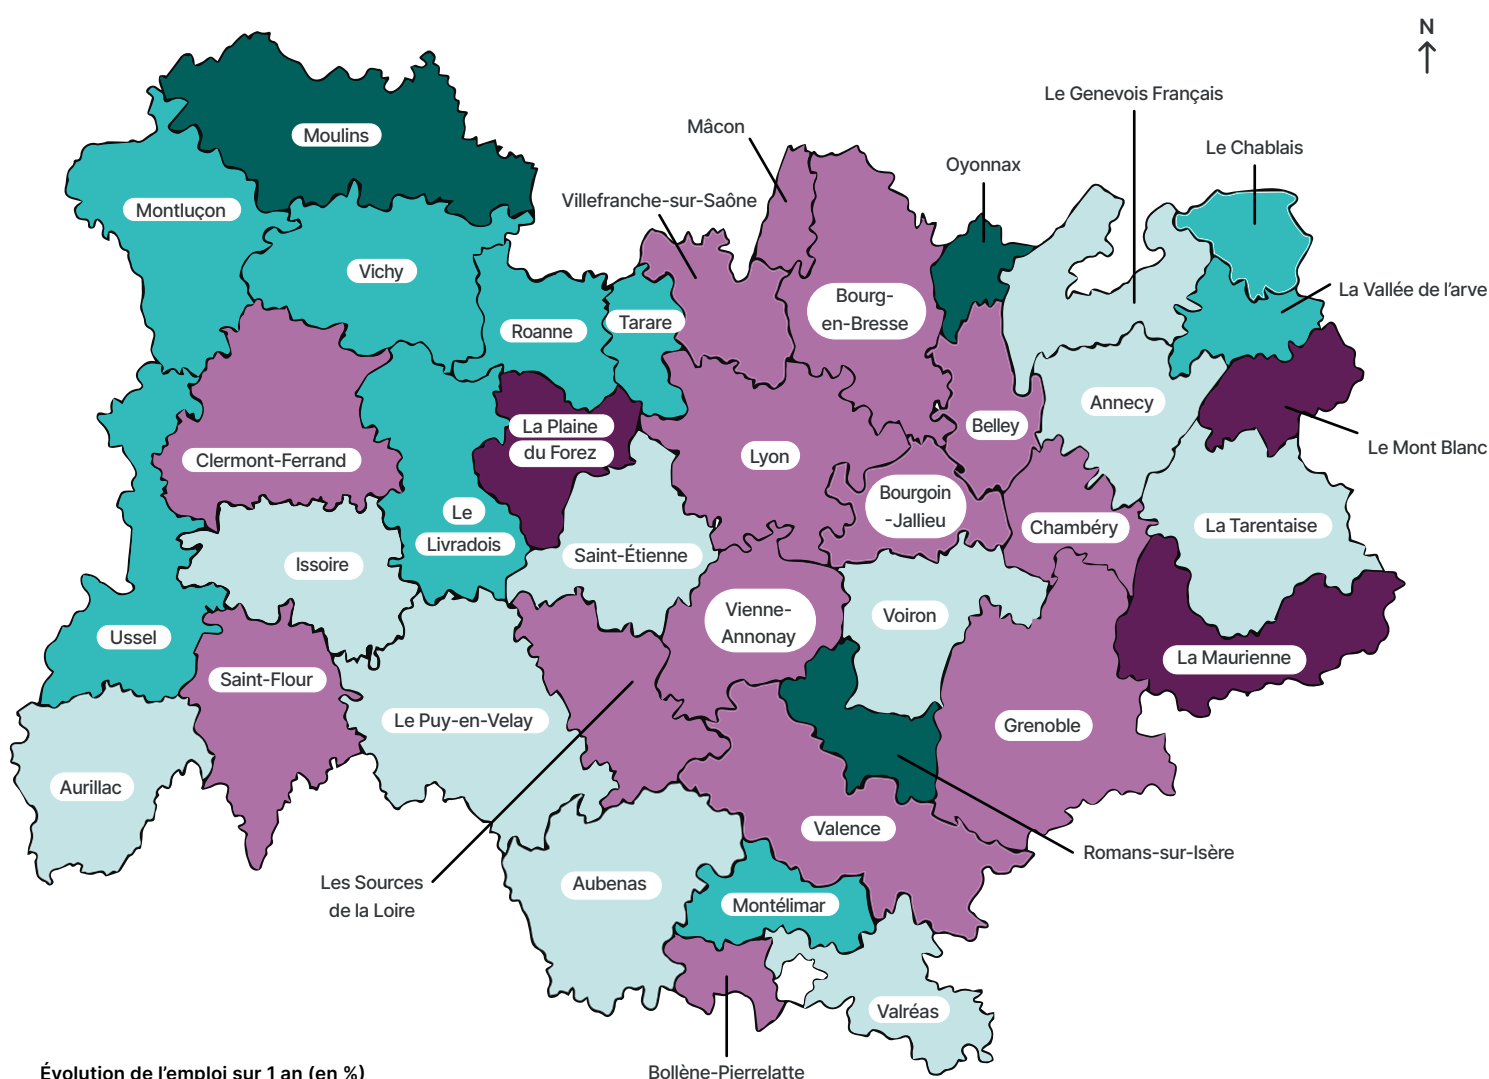 N
Le Genevois Français
Mâcon
Moulins
Le Chablais
Oyonnax
Villefranche-sur-Saône
Montluçon
Vichy
La Vallée de l'arve
Bourg-
en-Bresse
Tarare
Roanne
Annecy
La Plaine
du Forez
Belley
Le Mont Blanc
Clermont-Ferrand
Lyon
Bourgoin
-Jallieu
Le
Livradois
La Tarentaise
Chambéry
Saint-Étienne
Issoire
Vienne-
Annonay
Voiron
Ussel
La Maurienne
Saint-Flour
Le Puy-en-Velay
Grenoble
Aurillac
Valence
Romans-sur-Isère
Les Sources
de la Loire
Aubenas
Montélimar
Valréas
Évolution de l'emploi sur 1 an (en %)
Bollène-Pierrelatte